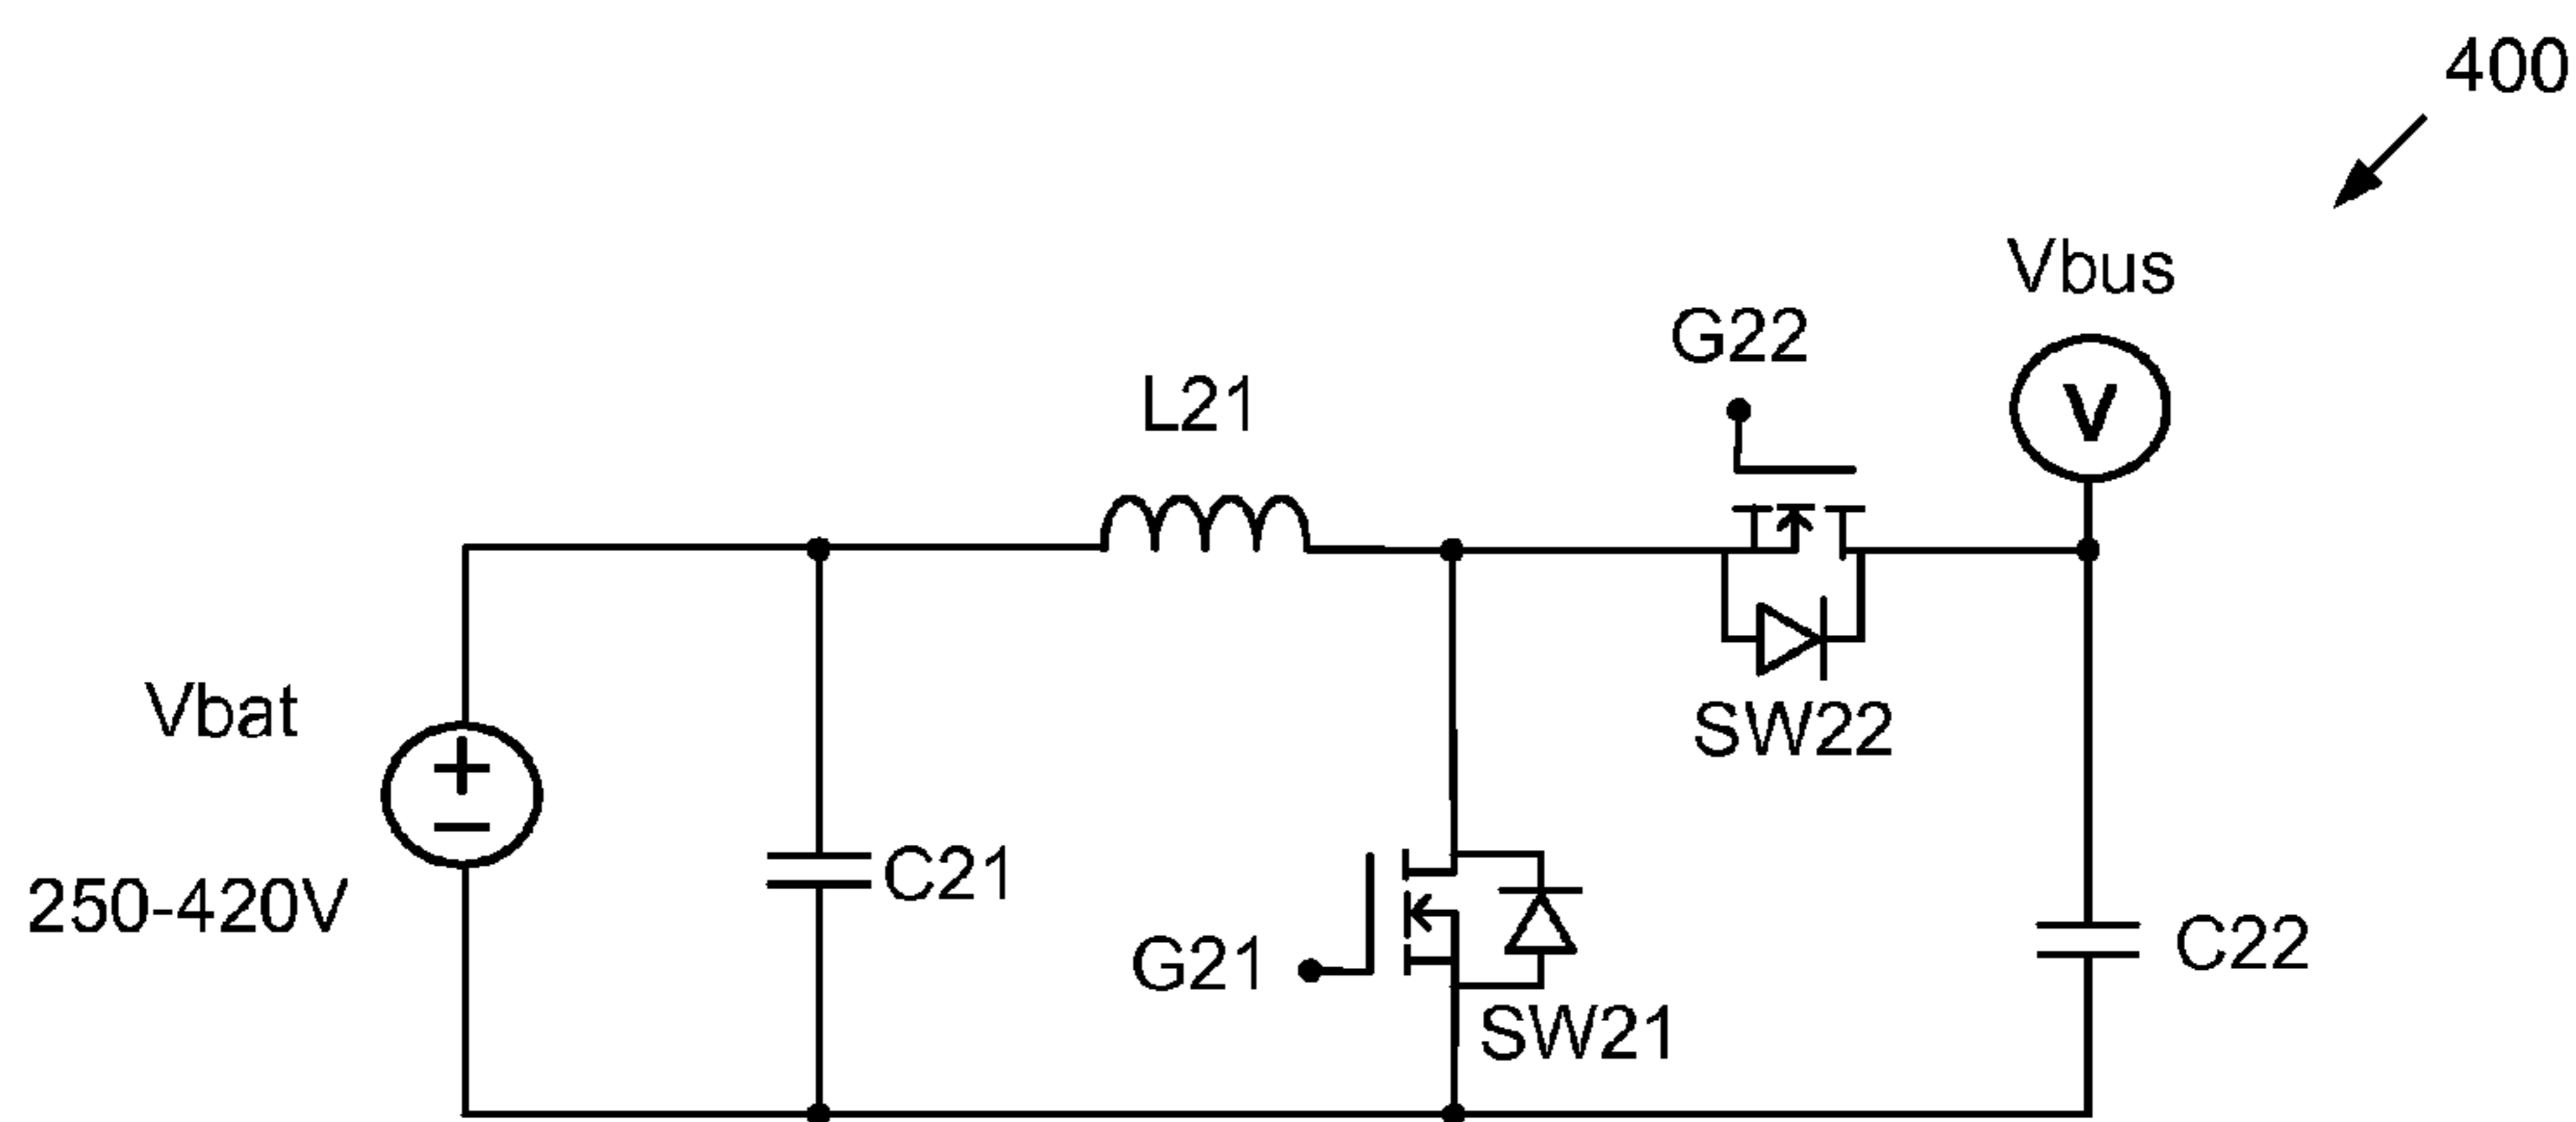 400
Vbus
G22
L21
V
SW22
Vbat
+
−
C21
250-420V
G21
C22
SW21